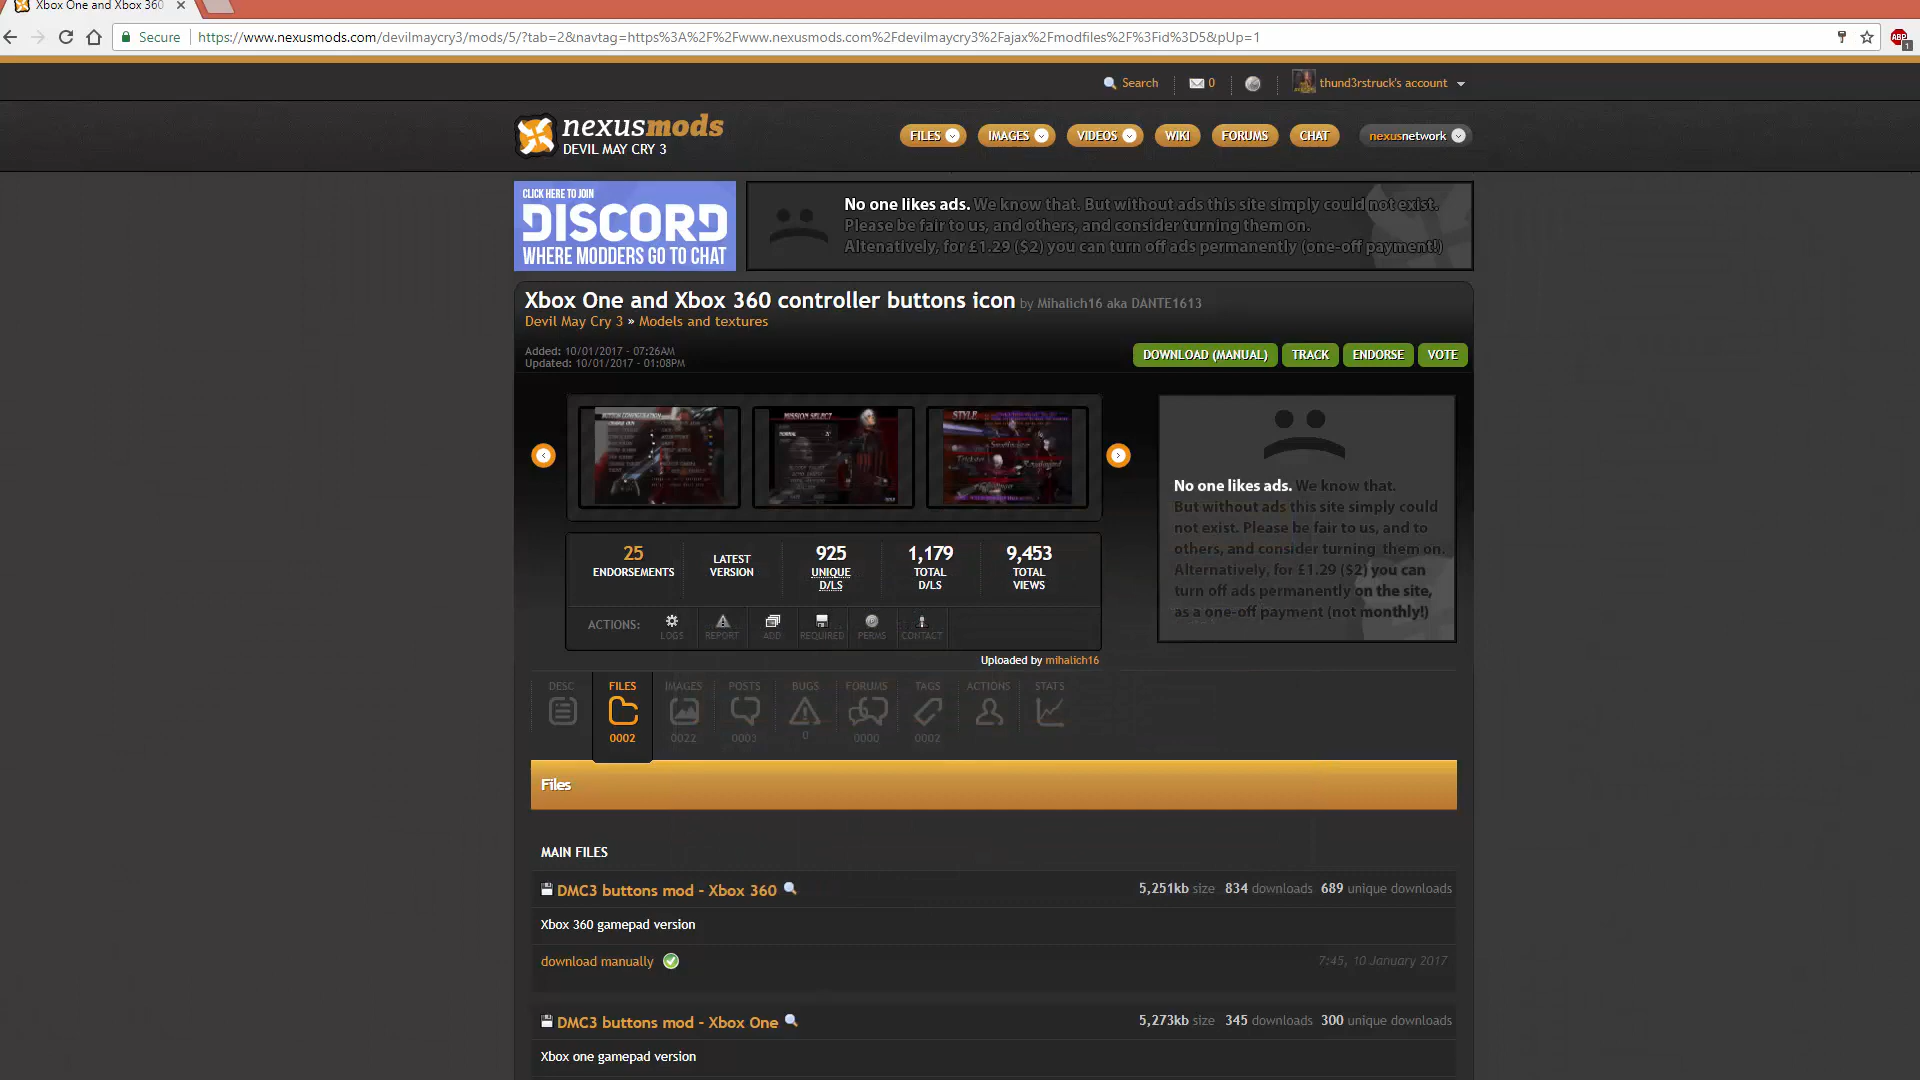 Xbox One and Xbox 360
Secure
https://www.nexusmods.com/devilmaycry3/mods/5/?tab=2&navtag=https%3A%2F%2Fwww.nexusmods.com%2Fdevilmaycry3%2Fajax%2Fmodfiles%2F%3Fid%3D5&pUp=1
ABP
1
Search
0
thund3rstruck's account
nexusmods
DEVIL MAY CRY 3
FILES
IMAGES
VIDEOS
WIKI
FORUMS
CHAT
nexusnetwork
CLICK HERE TO JOIN
DISCORD
WHERE MODDERS GO TO CHAT
No one likes ads. We know that. But without ads this site simply could not exist.
Please be fair to us, and others, and consider turning them on.
Altenatively, for £1.29 ($2) you can turn off ads permanently (one-off payment!)
Xbox One and Xbox 360 controller buttons icon by Mihalich16 aka DANTE1613
Devil May Cry 3 » Models and textures
Added: 10/01/2017 - 07:26AM
Updated: 10/01/2017 - 01:08PM
DOWNLOAD (MANUAL)
TRACK
ENDORSE
VOTE
BUTTON CONFIGURATION
MISSION SELECT
STYLE
No one likes ads. We know that.
But without ads this site simply could
not exist. Please be fair to us, and to
others, and consider turning them on.
Alternatively, for £1.29 ($2) you can
turn off ads permanently on the site,
as a one-off payment (not monthly!)
25
ENDORSEMENTS
LATEST
VERSION
925
UNIQUE
D/LS
1,179
TOTAL
D/LS
9,453
TOTAL
VIEWS
ACTIONS:
LOGS
REPORT
ADD
REQUIRED
PERMS
CONTACT
Uploaded by mihalich16
DESC
FILES
0002
IMAGES
0022
POSTS
0003
BUGS
0
FORUMS
0000
TAGS
0002
ACTIONS
STATS
Files
MAIN FILES
DMC3 buttons mod - Xbox 360
5,251kb size 834 downloads 689 unique downloads
Xbox 360 gamepad version
download manually
7:45, 10 January 2017
DMC3 buttons mod - Xbox One
5,273kb size 345 downloads 300 unique downloads
Xbox one gamepad version